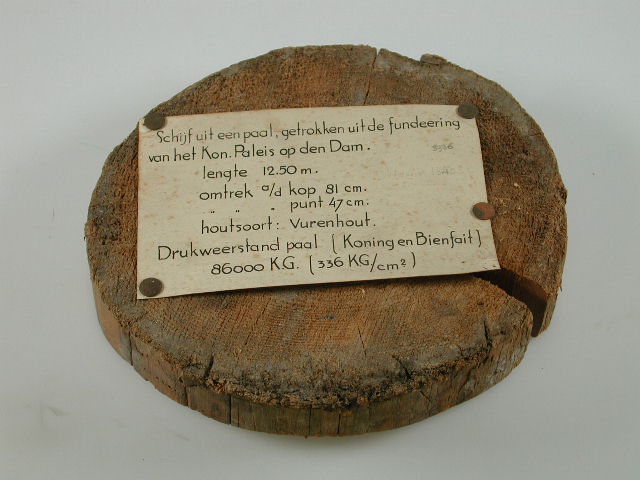 Schijf uit een paal, getrokken uit de fundeering
van het Kon. Paleis op den Dam.
lengte 12.50 m.
omtrek a/d kop 81 cm.
" " . punt 47 cm.
houtsoort: Vurenhout.
Drukweerstand paal (Koning en Bienfait)
86000 K.G. (336 KG/cm²)